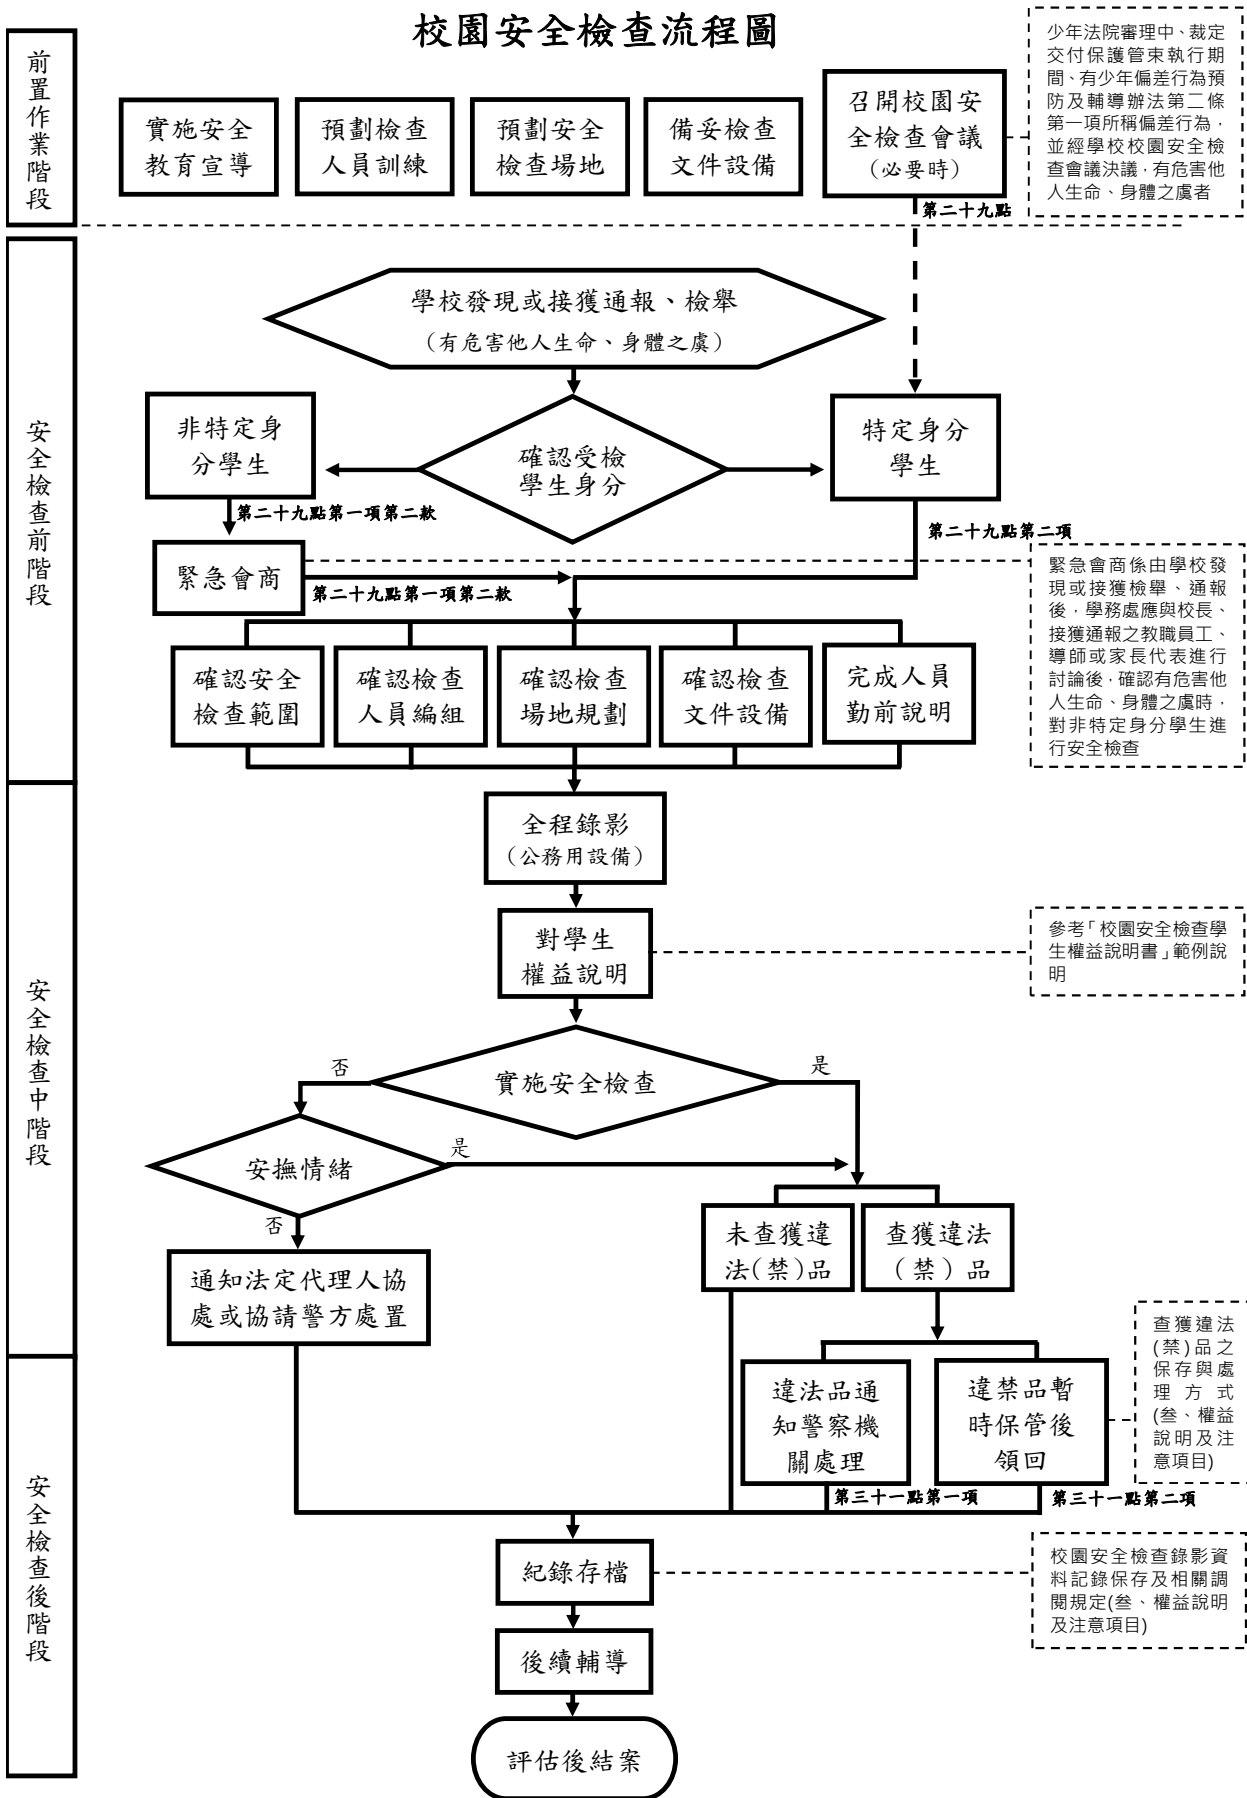 校園安全檢查流程圖
前置作業階段
實施安全
教育宣導
預劃檢查
人員訓練
預劃安全
檢查場地
備妥檢查
文件設備
召開校園安
全檢查會議
(必要時)
第二十九點
少年法院審理中、裁定
交付保護管束執行期
間、有少年偏差行為預
防及輔導辦法第二條
第一項所稱偏差行為，
並經學校校園安全檢
查會議決議，有危害他
人生命、身體之虞者
安全檢查前階段
學校發現或接獲通報、檢舉
(有危害他人生命、身體之虞)
非特定身
分學生
確認受檢
學生身分
特定身分
學生
第二十九點第一項第二款
第二十九點第二項
緊急會商
第二十九點第一項第二款
緊急會商係由學校發
現或接獲檢舉、通報
後，學務處應與校長、
接獲通報之教職員工、
導師或家長代表進行
討論後，確認有危害他
人生命、身體之虞時，
對非特定身分學生進
行安全檢查
確認安全
檢查範圍
確認檢查
人員編組
確認檢查
場地規劃
確認檢查
文件設備
完成人員
勤前說明
安全檢查中階段
全程錄影
(公務用設備)
對學生
權益說明
參考「校園安全檢查學
生權益說明書」範例說
明
實施安全檢查
否
是
安撫情緒
是
否
通知法定代理人協
處或協請警方處置
未查獲違
法(禁)品
查獲違法
(禁)品
查獲違法
(禁)品之
保存與處
理方式
(叁、權益
說明及注
意項目)
違法品通
知警察機
關處理
違禁品暫
時保管後
領回
第三十一點第一項
第三十一點第二項
安全檢查後階段
紀錄存檔
校園安全檢查錄影資
料記錄保存及相關調
閱規定(叁、權益說明
及注意項目)
後續輔導
評估後結案